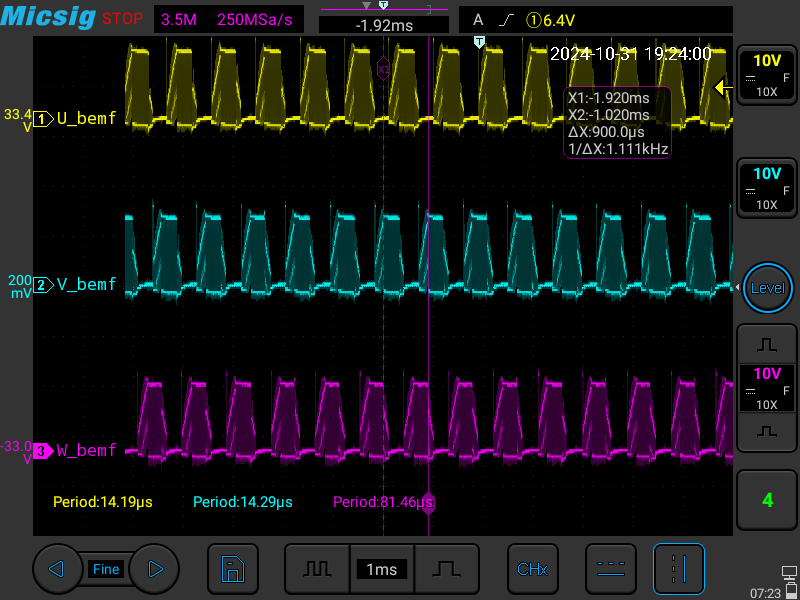 Micsig STOP 3.5M 250MSa/s -1.92ms A 1 6.4V
T
T
2024-10-31 19:24:00
10V
F
10X
X1
X1:-1.920ms
X2:-1.020ms
ΔX:900.0µs
1/ΔX:1.111kHz
33.4
V
1 U_bemf
10V
F
10X
200
mV
2 V_bemf
Level
10V
F
10X
-33.0
V
3 W_bemf
Period:14.19µs Period:14.29µs Period:81.46µs
4
Fine 1ms CHx
07:23